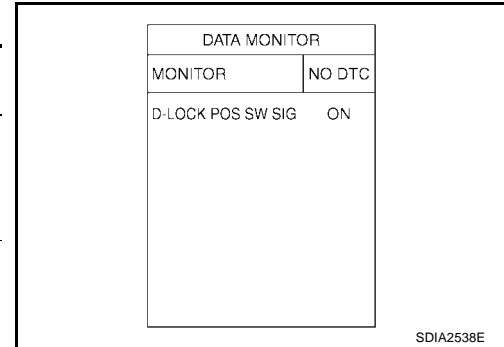 DATA MONITOR
MONITOR NO DTC
D-LOCK POS SW SIG ON
SDIA2538E